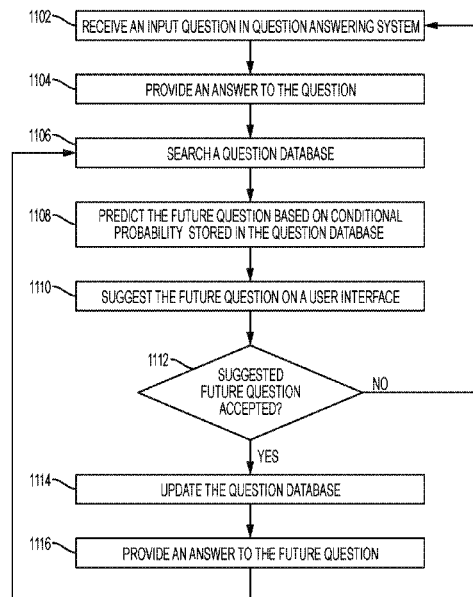 1102
RECEIVE AN INPUT QUESTION IN QUESTION ANSWERING SYSTEM
1104
PROVIDE AN ANSWER TO THE QUESTION
1106
SEARCH A QUESTION DATABASE
1108
PREDICT THE FUTURE QUESTION BASED ON CONDITIONAL
PROBABILITY STORED IN THE QUESTION DATABASE
1110
SUGGEST THE FUTURE QUESTION ON A USER INTERFACE
1112
SUGGESTED
FUTURE QUESTION
ACCEPTED?
NO
YES
1114
UPDATE THE QUESTION DATABASE
1116
PROVIDE AN ANSWER TO THE FUTURE QUESTION